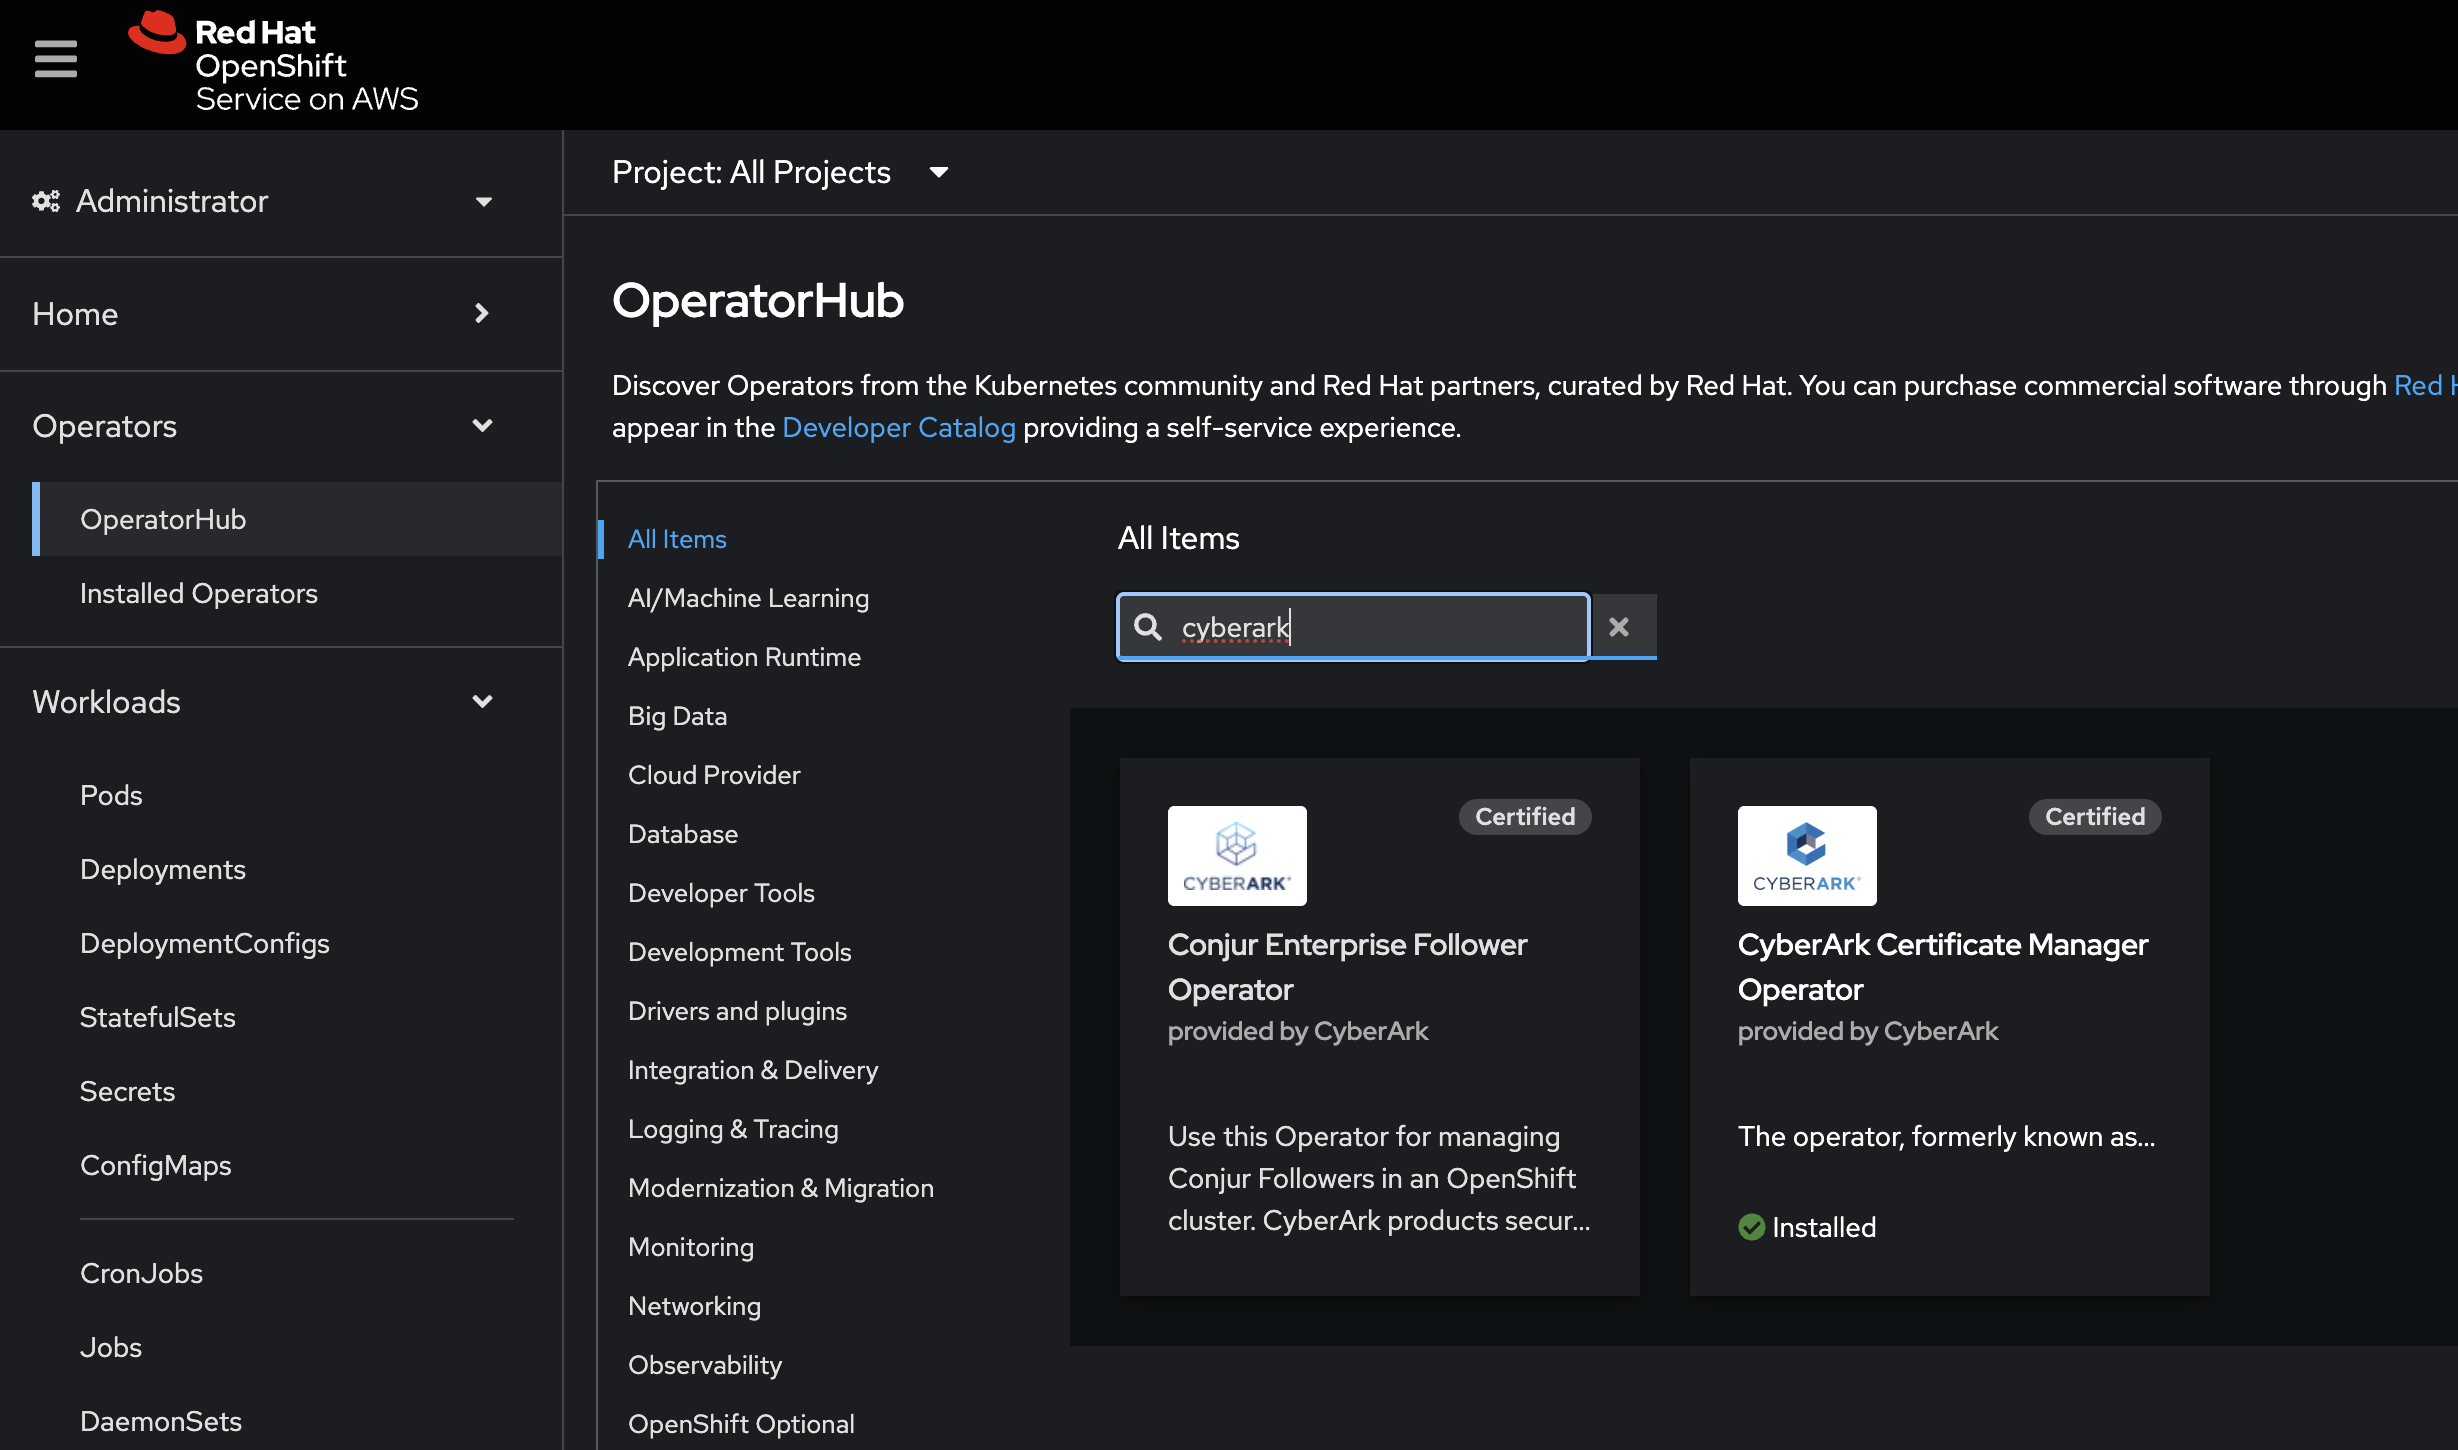 Red Hat
OpenShift
Service on AWS
Administrator
Home
Operators
OperatorHub
Installed Operators
Workloads
Pods
Deployments
DeploymentConfigs
StatefulSets
Secrets
ConfigMaps
CronJobs
Jobs
DaemonSets
Project: All Projects
OperatorHub
Discover Operators from the Kubernetes community and Red Hat partners, curated by Red Hat. You can purchase commercial software through Red
appear in the Developer Catalog providing a self-service experience.
All Items
AI/Machine Learning
Application Runtime
Big Data
Cloud Provider
Database
Developer Tools
Development Tools
Drivers and plugins
Integration & Delivery
Logging & Tracing
Modernization & Migration
Monitoring
Networking
Observability
OpenShift Optional
All Items
cyberark
Certified
CYBERARK®
Conjur Enterprise Follower
Operator
provided by CyberArk
Use this Operator for managing
Conjur Followers in an OpenShift
cluster. CyberArk products secur...
Certified
CYBERARK®
CyberArk Certificate Manager
Operator
provided by CyberArk
The operator, formerly known as...
Installed